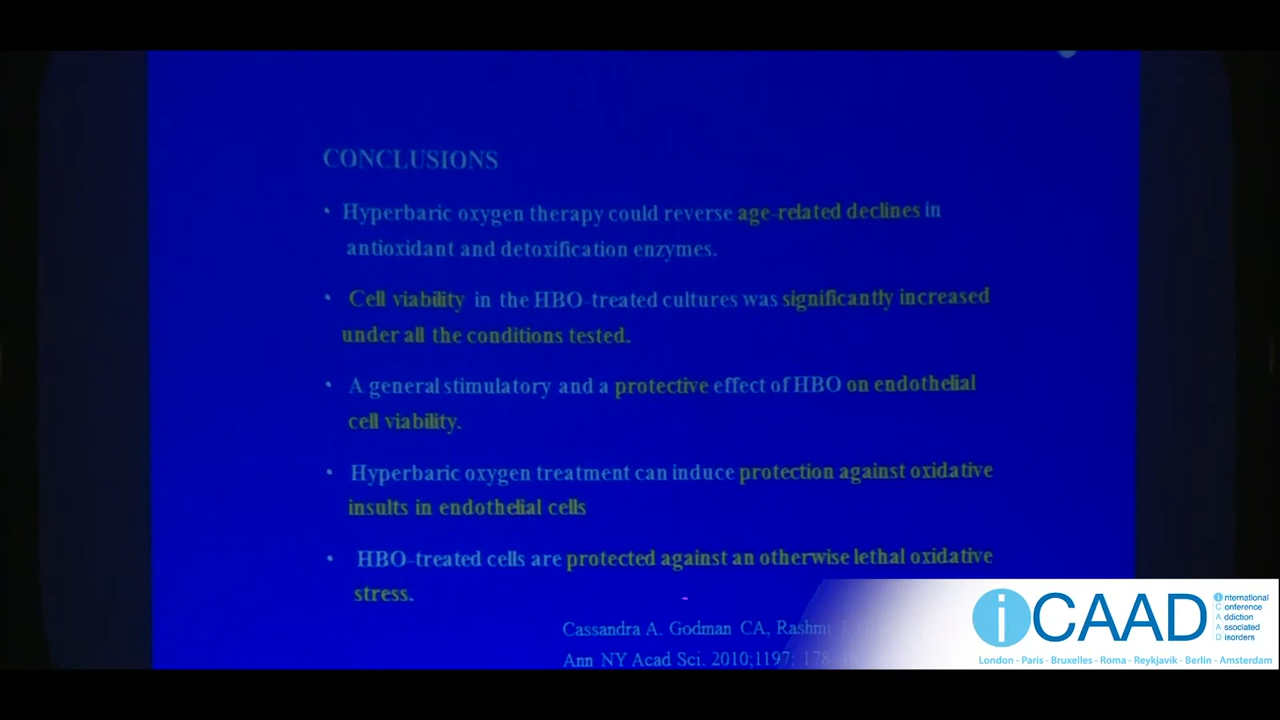 CONCLUSIONS
• Hyperbaric oxygen therapy could reverse age-related declines in
antioxidant and detoxification enzymes.
• Cell viability in the HBO-treated cultures was significantly increased
under all the conditions tested.
• A general stimulatory and a protective effect of HBO on endothelial
cell viability.
• Hyperbaric oxygen treatment can induce protection against oxidative
insults in endothelial cells
• HBO-treated cells are protected against an otherwise lethal oxidative
stress.
Cassandra A. Godman CA, Rashmi J
Ann NY Acad Sci. 2010;1197: 178
iCAAD
International
Conference
Addiction
Associated
Disorders
London - Paris - Bruxelles - Roma - Reykjavik - Berlin - Amsterdam